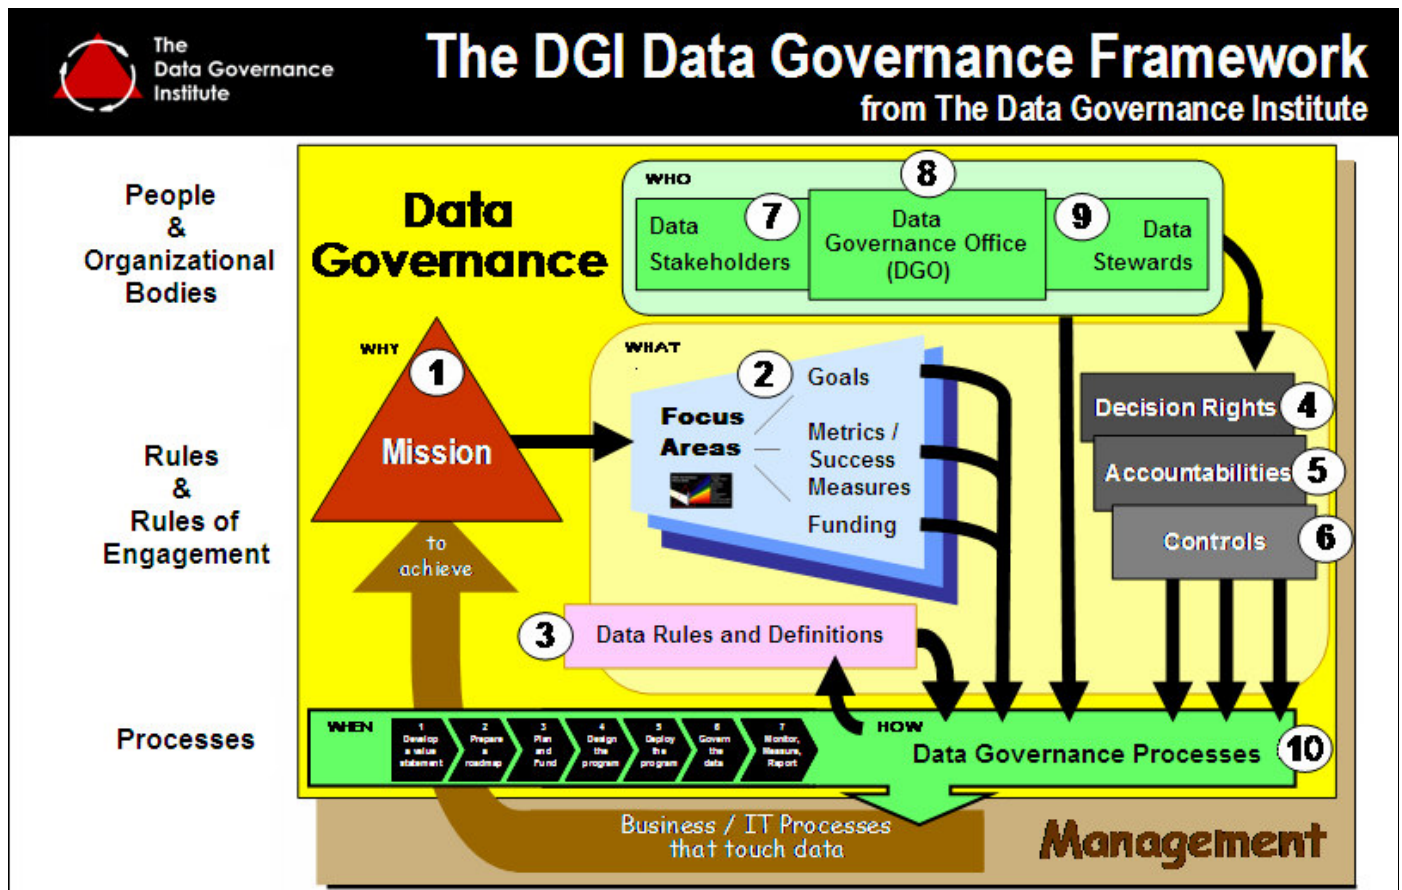 The
Data Governance
Institute
The DGI Data Governance Framework
from The Data Governance Institute
People
&
Organizational
Bodies
Data
Governance
WHO
8
7
Data
Stakeholders
Data
Governance Office
(DGO)
9
Data
Stewards
WHY
1
Mission
WHAT
2
Focus
Areas
Goals
Metrics /
Success
Measures
Funding
Decision Rights
4
Accountabilities
5
Controls
6
Rules
&
Rules of
Engagement
to
achieve
3
Data Rules and Definitions
Processes
WHEN
1
Develop
a value
statement
2
Prepare
a
roadmap
3
Plan
and
Fund
4
Design
the
program
5
Deploy
the
program
6
Govern
the
data
7
Monitor,
Measure,
Report
HOW
Data Governance Processes
10
Business / IT Processes
that touch data
Management